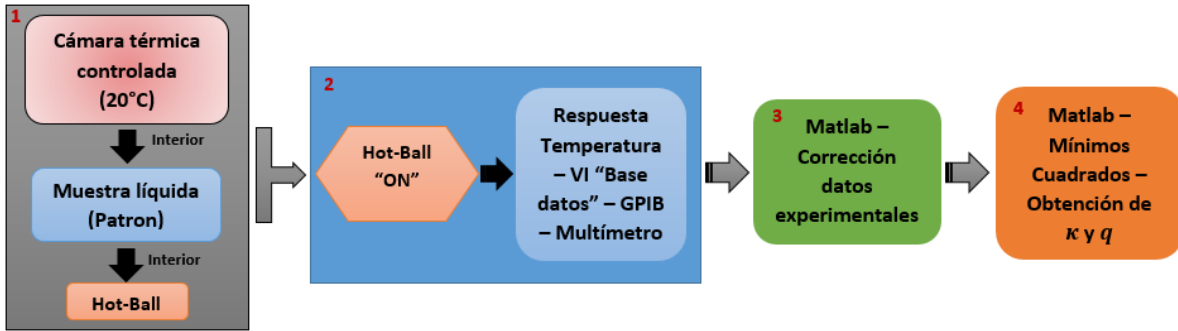 1
Cámara térmica
controlada
(20°C)
Interior
Muestra líquida
(Patron)
Interior
Hot-Ball
2
Hot-Ball
"ON"
Respuesta
Temperatura
– VI "Base
datos" – GPIB
– Multímetro
3
Matlab –
Corrección
datos
experimentales
4
Matlab –
Mínimos
Cuadrados –
Obtención de
κ y q